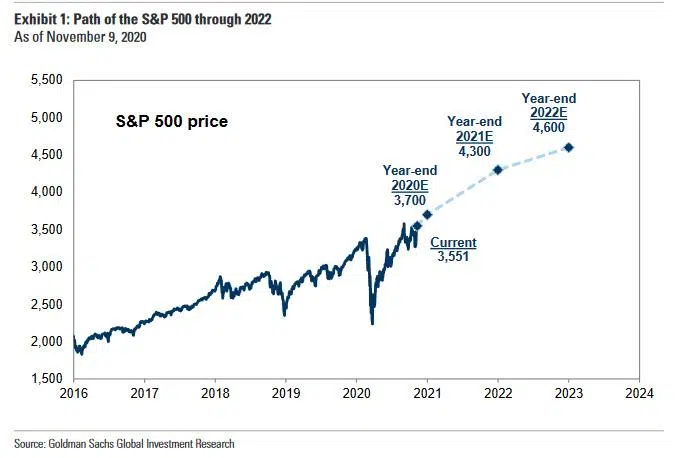 Exhibit 1: Path of the S&P 500 through 2022
As of November 9, 2020
5,500
5,000
4,500
4,000
3,500
3,000
2,500
2,000
1,500
S&P 500 price
Year-end
2022E
4,600
Year-end
2021E
4,300
Year-end
2020E
3,700
Current
3,551
2016 2017 2018 2019 2020 2021 2022 2023 2024
Source: Goldman Sachs Global Investment Research